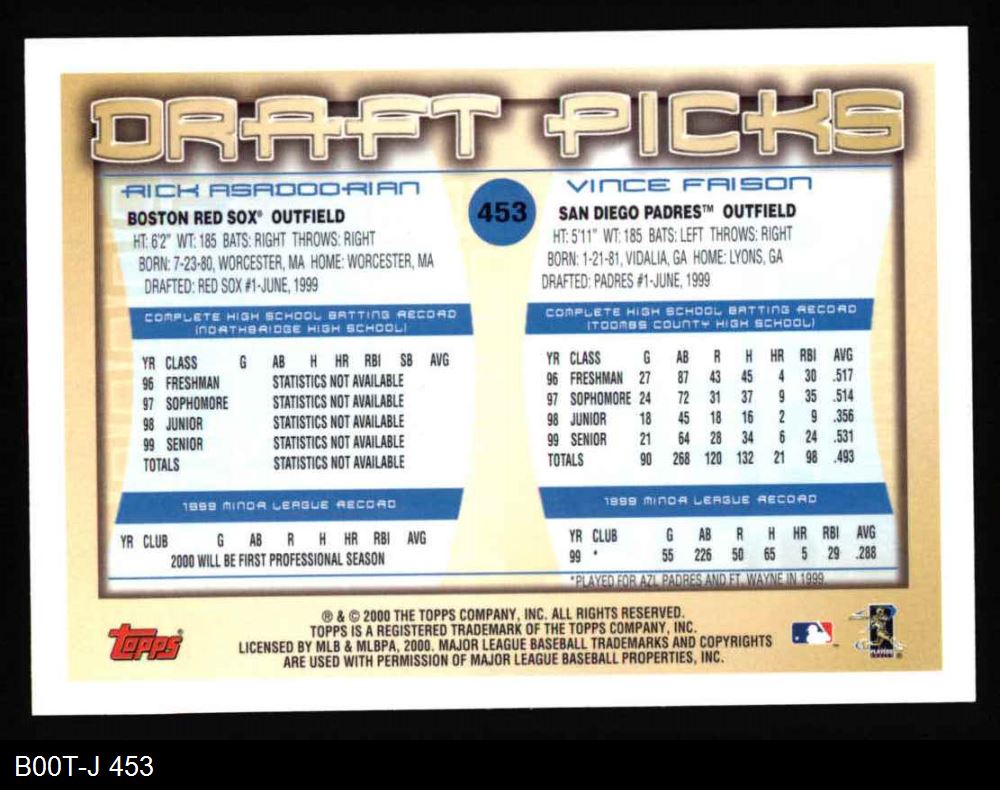 DRAFT PICKS
RICK ASADOORIAN
BOSTON RED SOX® OUTFIELD
HT: 6'2" WT: 185 BATS: RIGHT THROWS: RIGHT
BORN: 7-23-80, WORCESTER, MA HOME: WORCESTER, MA
DRAFTED: RED SOX #1-JUNE, 1999
COMPLETE HIGH SCHOOL BATTING RECORD
(NORTHBRIDGE HIGH SCHOOL)
YR CLASS G AB H HR RBI SB AVG
96 FRESHMAN STATISTICS NOT AVAILABLE
97 SOPHOMORE STATISTICS NOT AVAILABLE
98 JUNIOR STATISTICS NOT AVAILABLE
99 SENIOR STATISTICS NOT AVAILABLE
TOTALS STATISTICS NOT AVAILABLE
1999 MINOR LEAGUE RECORD
YR CLUB G AB R H HR RBI AVG
2000 WILL BE FIRST PROFESSIONAL SEASON
453
VINCE FAISON
SAN DIEGO PADRES™ OUTFIELD
HT: 5'11" WT: 185 BATS: LEFT THROWS: RIGHT
BORN: 1-21-81, VIDALIA, GA HOME: LYONS, GA
DRAFTED: PADRES #1-JUNE, 1999
COMPLETE HIGH SCHOOL BATTING RECORD
(TOOMBS COUNTY HIGH SCHOOL)
YR CLASS G AB R H HR RBI AVG
96 FRESHMAN 27 87 43 45 4 30 .517
97 SOPHOMORE 24 72 31 37 9 35 .514
98 JUNIOR 18 45 18 16 2 9 .356
99 SENIOR 21 64 28 34 6 24 .531
TOTALS 90 268 120 132 21 98 .493
1999 MINOR LEAGUE RECORD
YR CLUB G AB R H HR RBI AVG
99 * 55 226 50 65 5 29 .288
*PLAYED FOR AZL PADRES AND FT. WAYNE IN 1999
Topps®
® & © 2000 THE TOPPS COMPANY, INC. ALL RIGHTS RESERVED.
TOPPS IS A REGISTERED TRADEMARK OF THE TOPPS COMPANY, INC.
LICENSED BY MLB & MLBPA, 2000. MAJOR LEAGUE BASEBALL TRADEMARKS AND COPYRIGHTS
ARE USED WITH PERMISSION OF MAJOR LEAGUE BASEBALL PROPERTIES, INC.
B00T-J 453